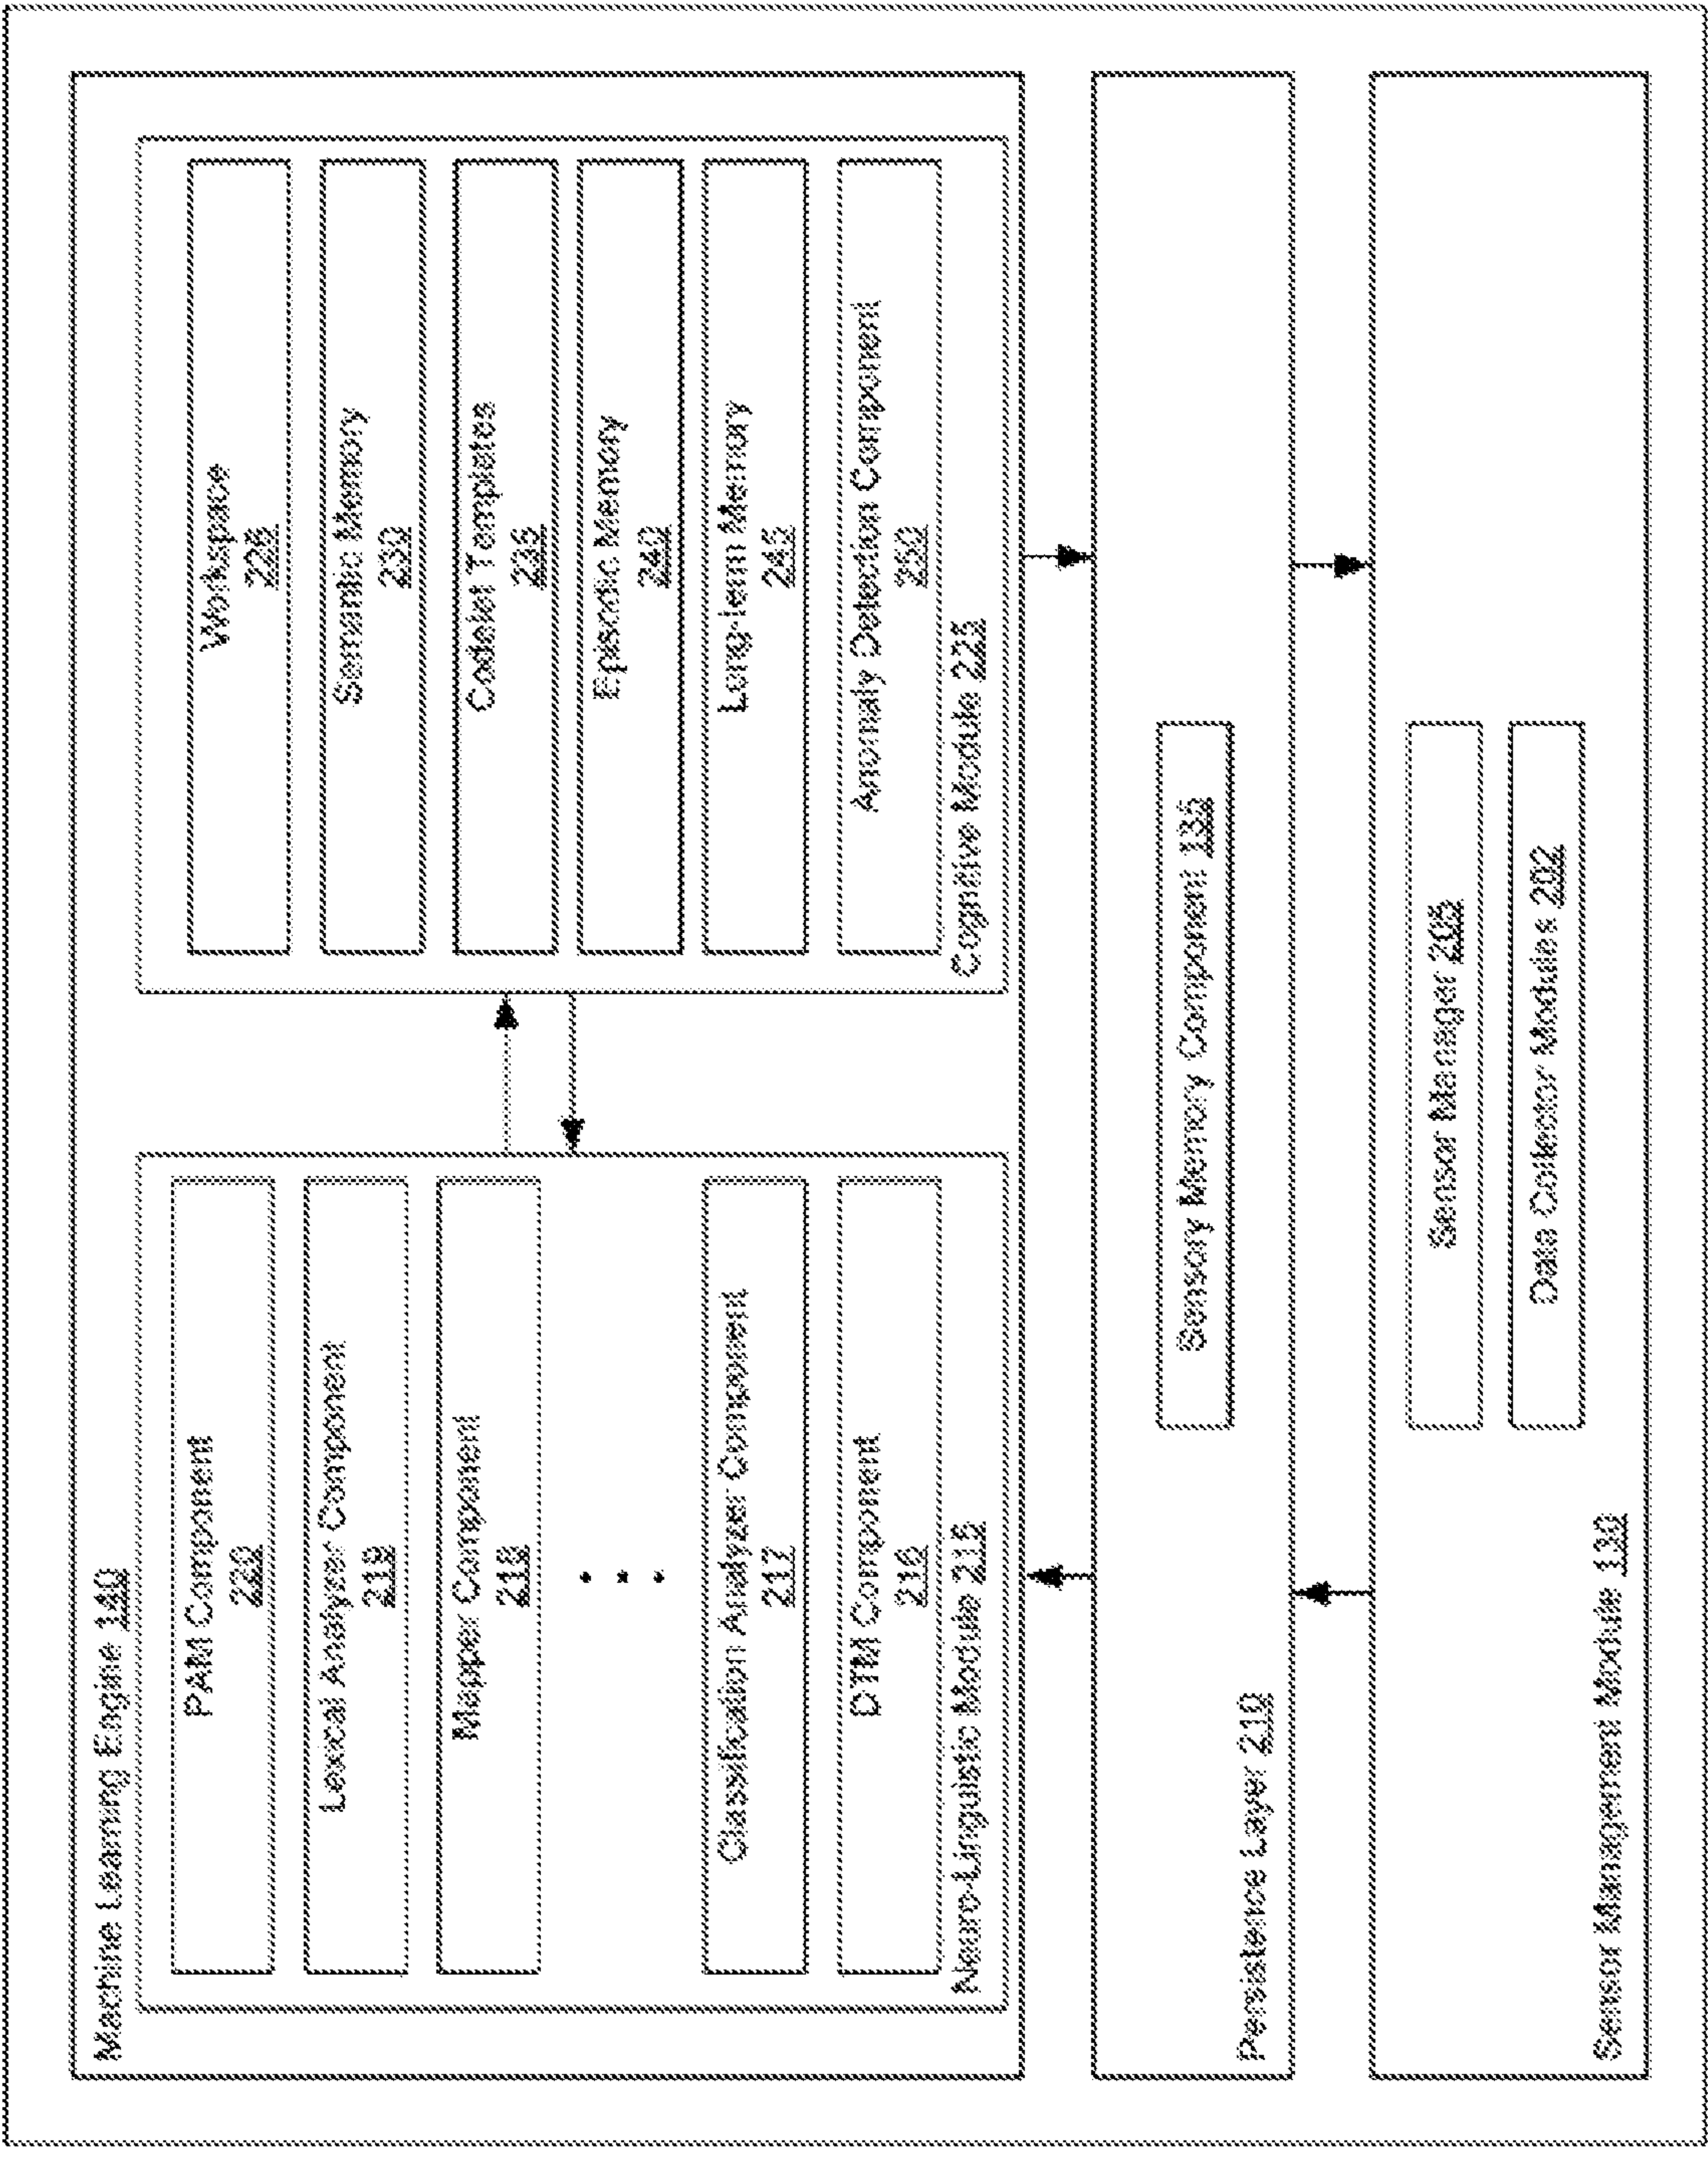 Machine Learning Engine 140
PAM Component
220
Lexical Analyzer Component
219
Mapper Component
218
Classification Analyzer Component
217
DTM Component
216
Neuro-Linguistic Module 215
Workspace
226
Semantic Memory
230
Codelet Templates
235
Episodic Memory
240
Long-term Memory
245
Anomaly Detection Component
250
Cognitive Module 225
Sensory Memory Component 135
Persistence Layer 210
Sensor Manager 205
Data Collector Modules 202
Sensor Management Module 130